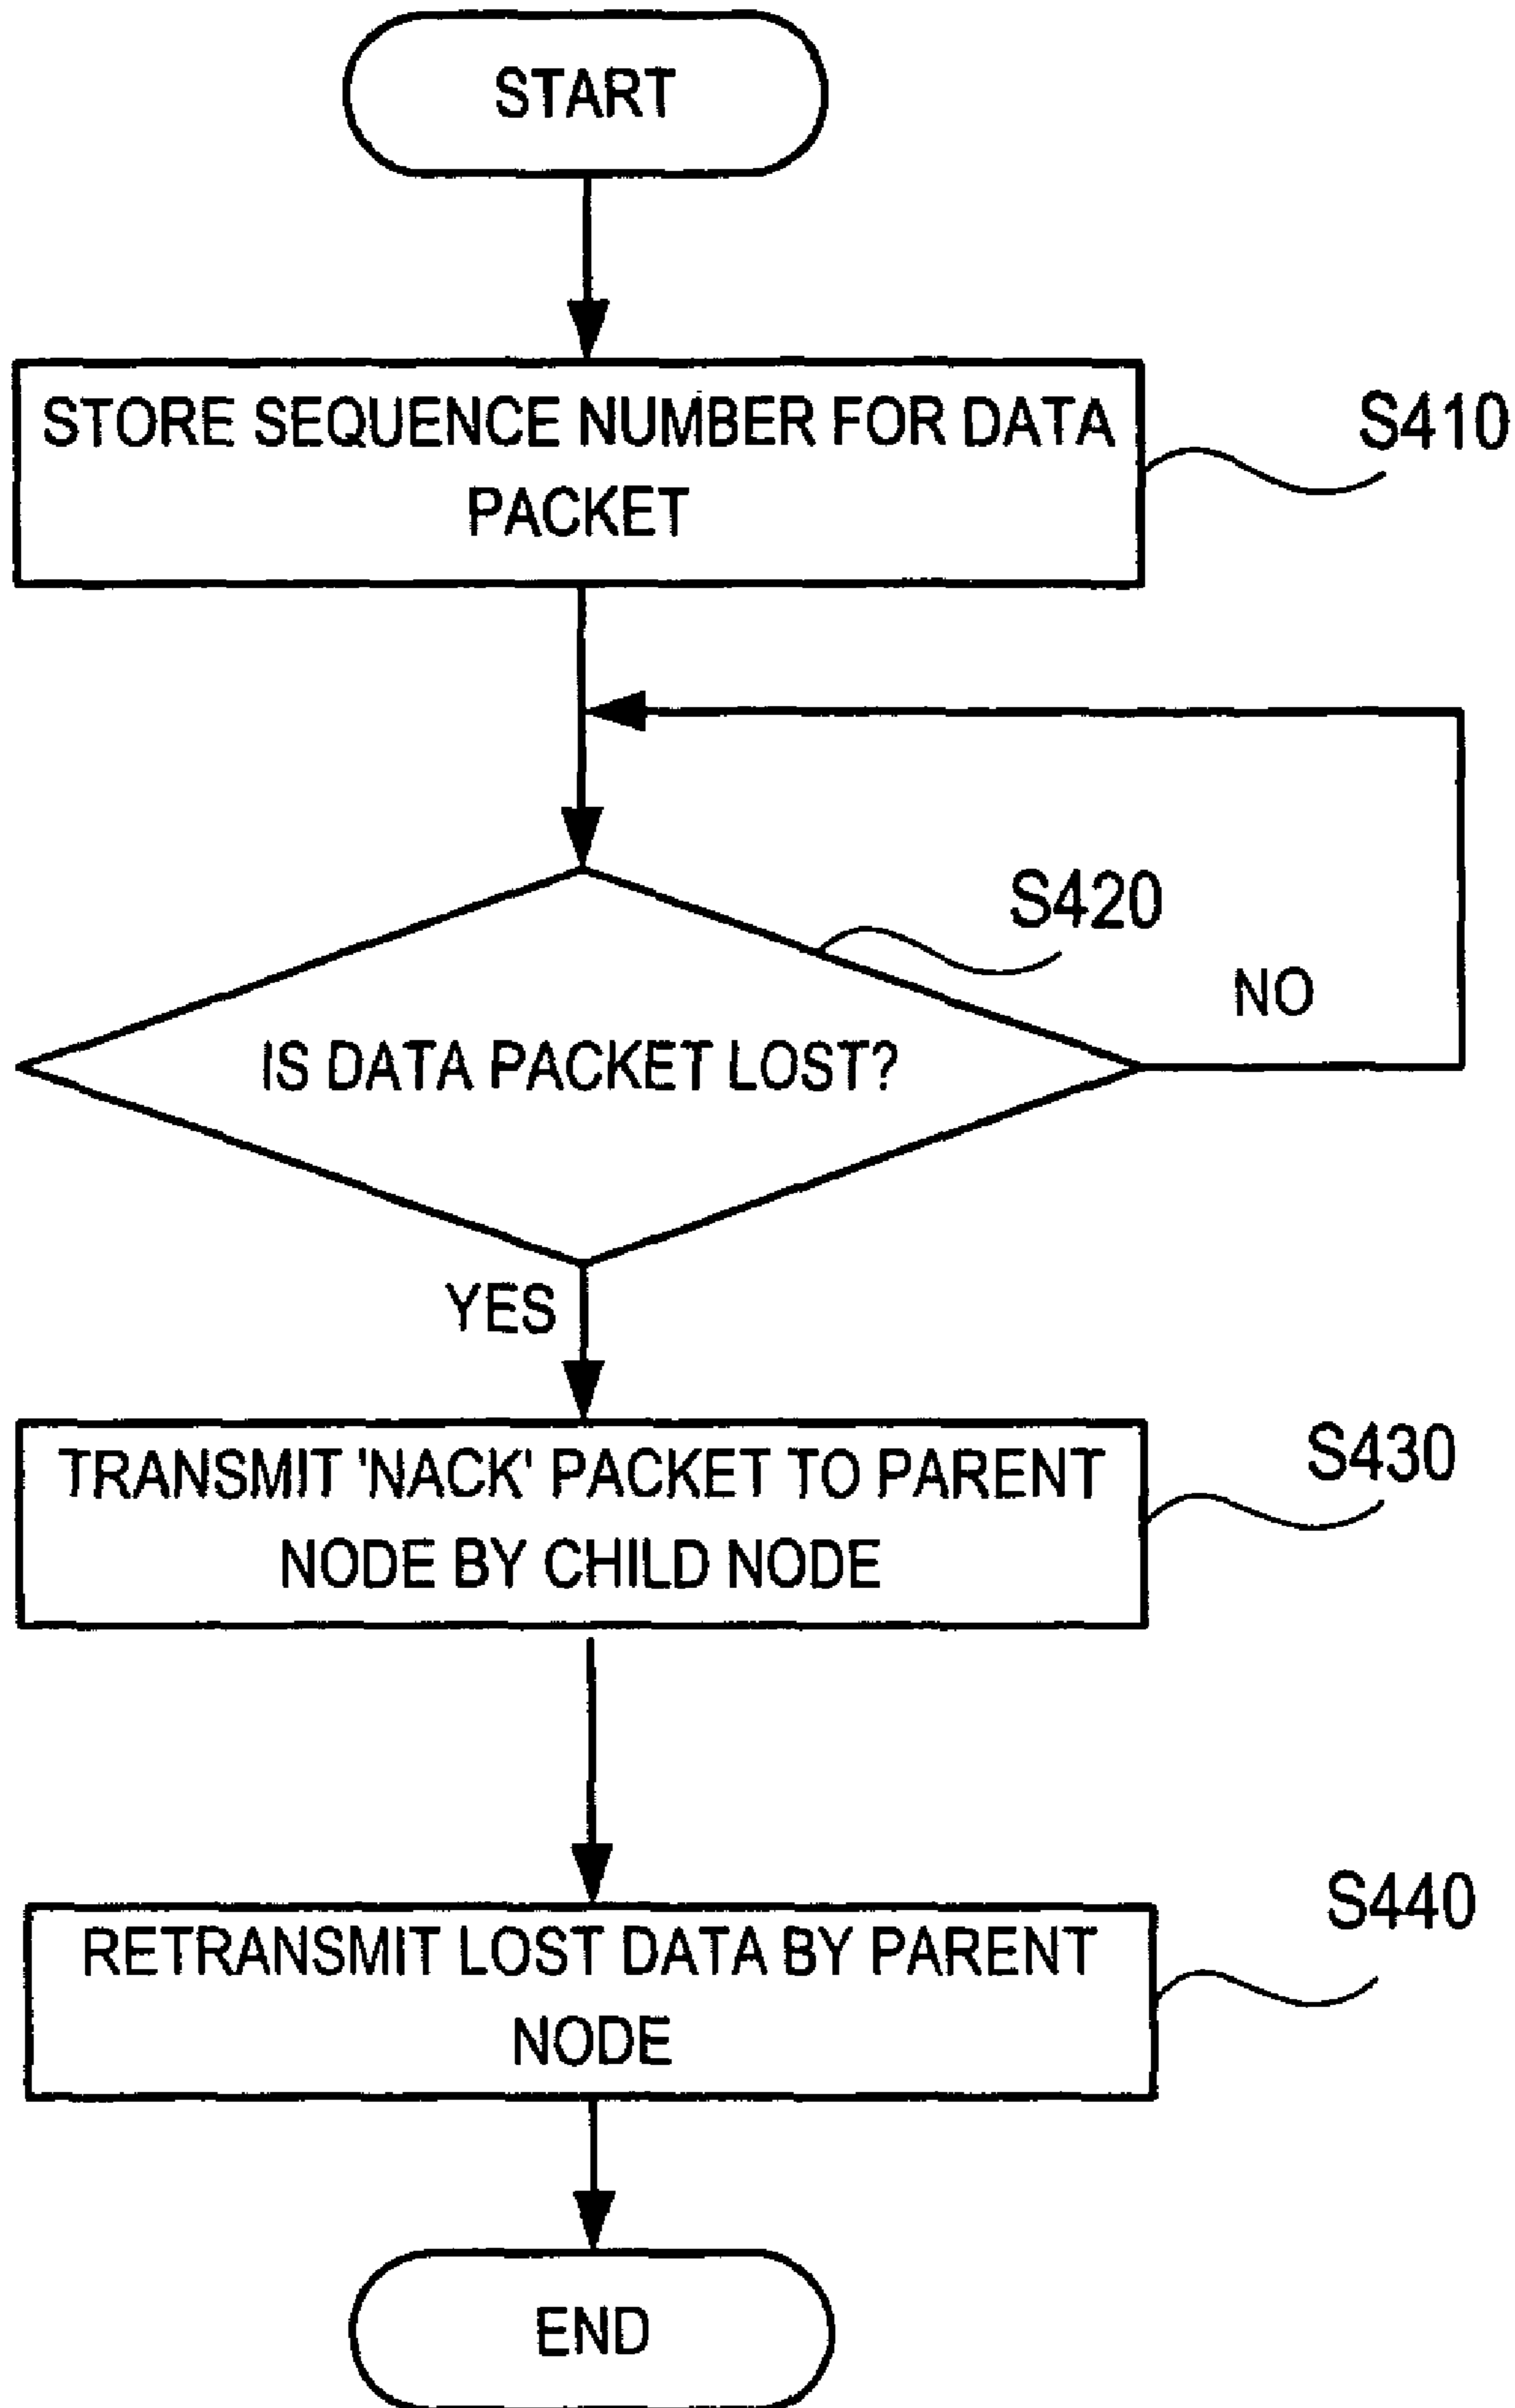 START
STORE SEQUENCE NUMBER FOR DATA
PACKET
S410
S420
NO
IS DATA PACKET LOST?
YES
TRANSMIT 'NACK' PACKET TO PARENT
NODE BY CHILD NODE
S430
RETRANSMIT LOST DATA BY PARENT
NODE
S440
END